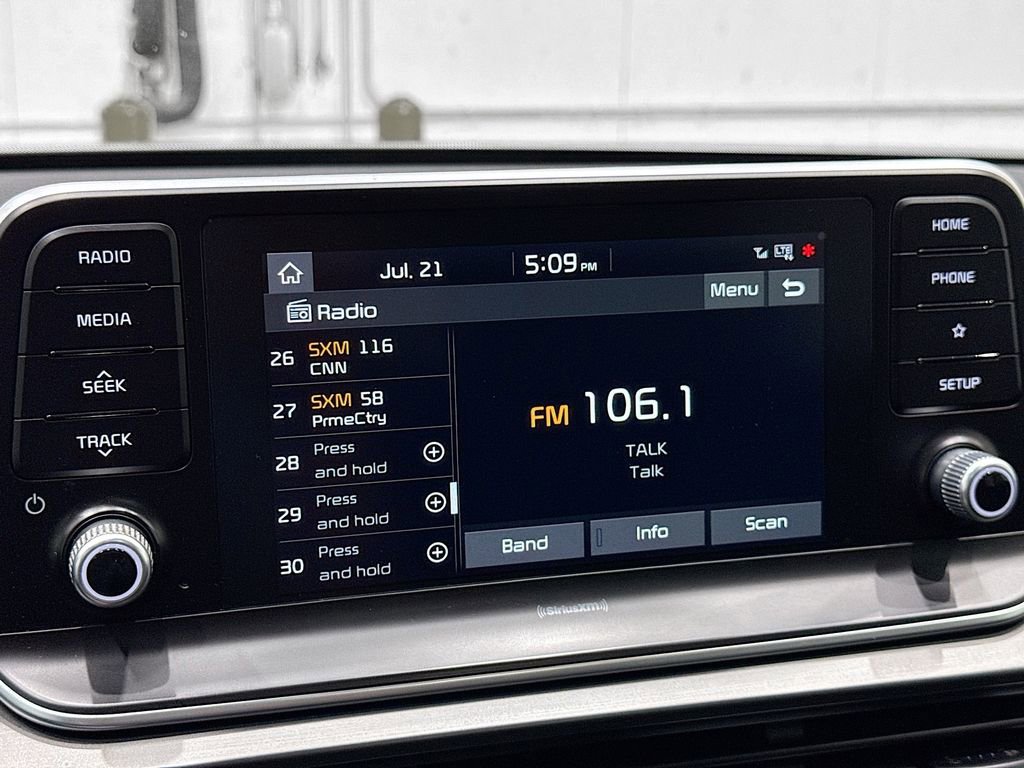 RADIO
MEDIA
SEEK
TRACK
Jul. 21
5:09 PM
LTE
Radio
Menu
26 SXM 116
CNN
27 SXM 58
PrmeCtry
28 Press
and hold
29 Press
and hold
30 Press
and hold
FM 106.1
TALK
Talk
Band
Info
Scan
HOME
PHONE
SETUP
((SiriusXM))